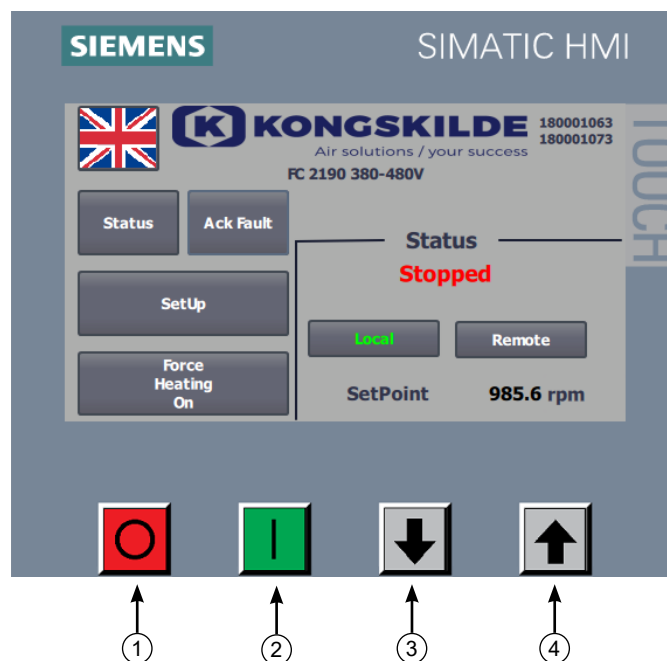 SIEMENS
SIMATIC HMI
TOUCH
K KONGSKILDE
Air solutions / your success
180001063
180001073
FC 2190 380-480V
Status
Ack Fault
SetUp
Force
Heating
On
Status
Stopped
Local
Remote
SetPoint 985.6 rpm
1
2
3
4